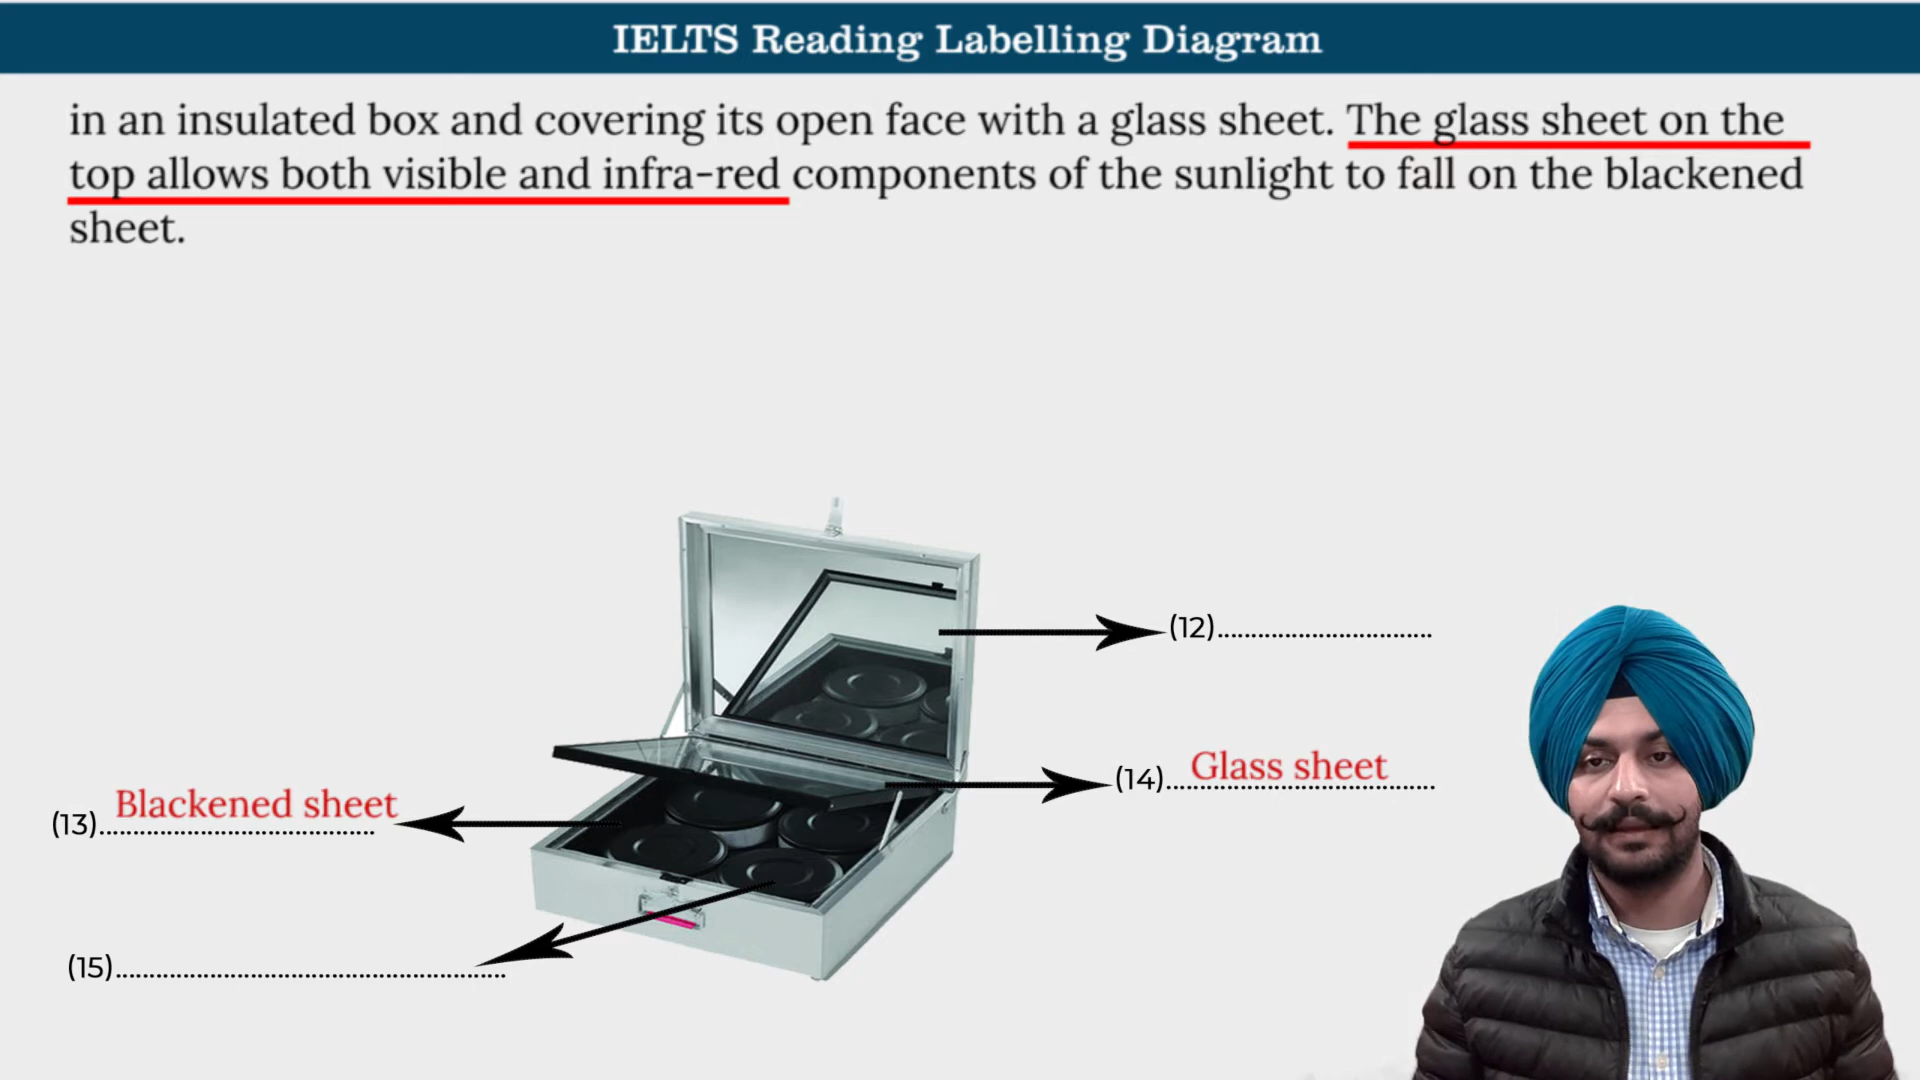 IELTS Reading Labelling Diagram
in an insulated box and covering its open face with a glass sheet. The glass sheet on the
top allows both visible and infra-red components of the sunlight to fall on the blackened
sheet.
(12)................................
(14)........................................
Glass sheet
Blackened sheet
(13).........................................
(15)..........................................................